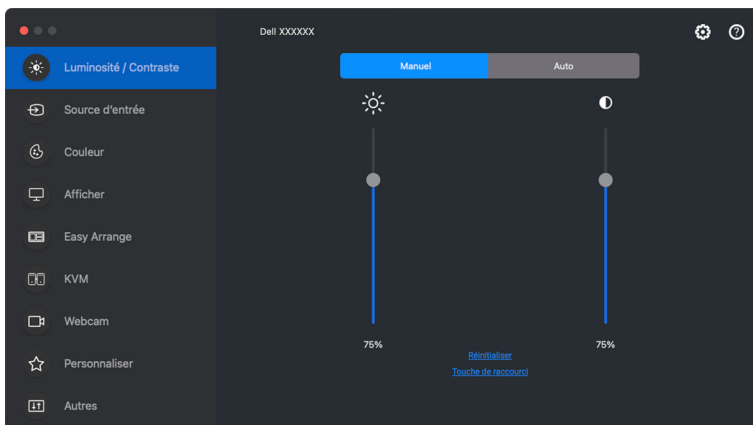 Dell XXXXXX
Luminosité / Contraste
Source d'entrée
Couleur
Afficher
Easy Arrange
KVM
Webcam
Personnaliser
Autres
Manuel
Auto
75%
75%
Réinitialiser
Touche de raccourci